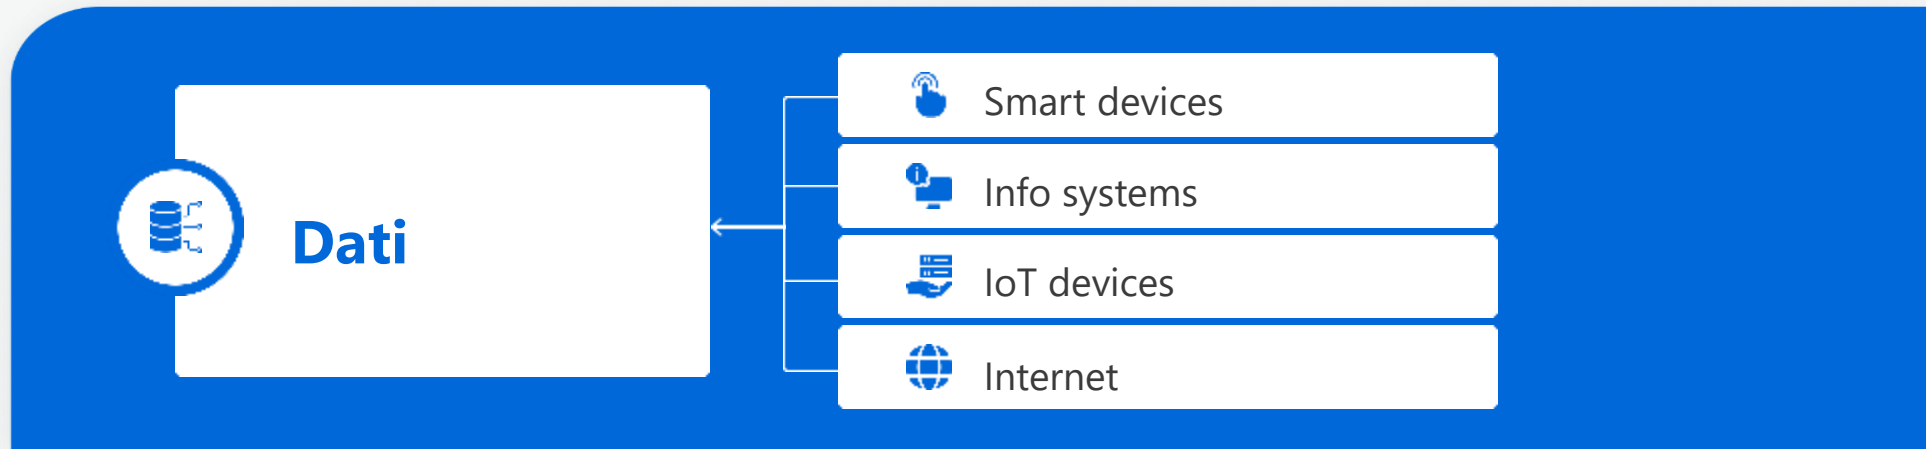 Dati
Smart devices
Info systems
IoT devices
Internet